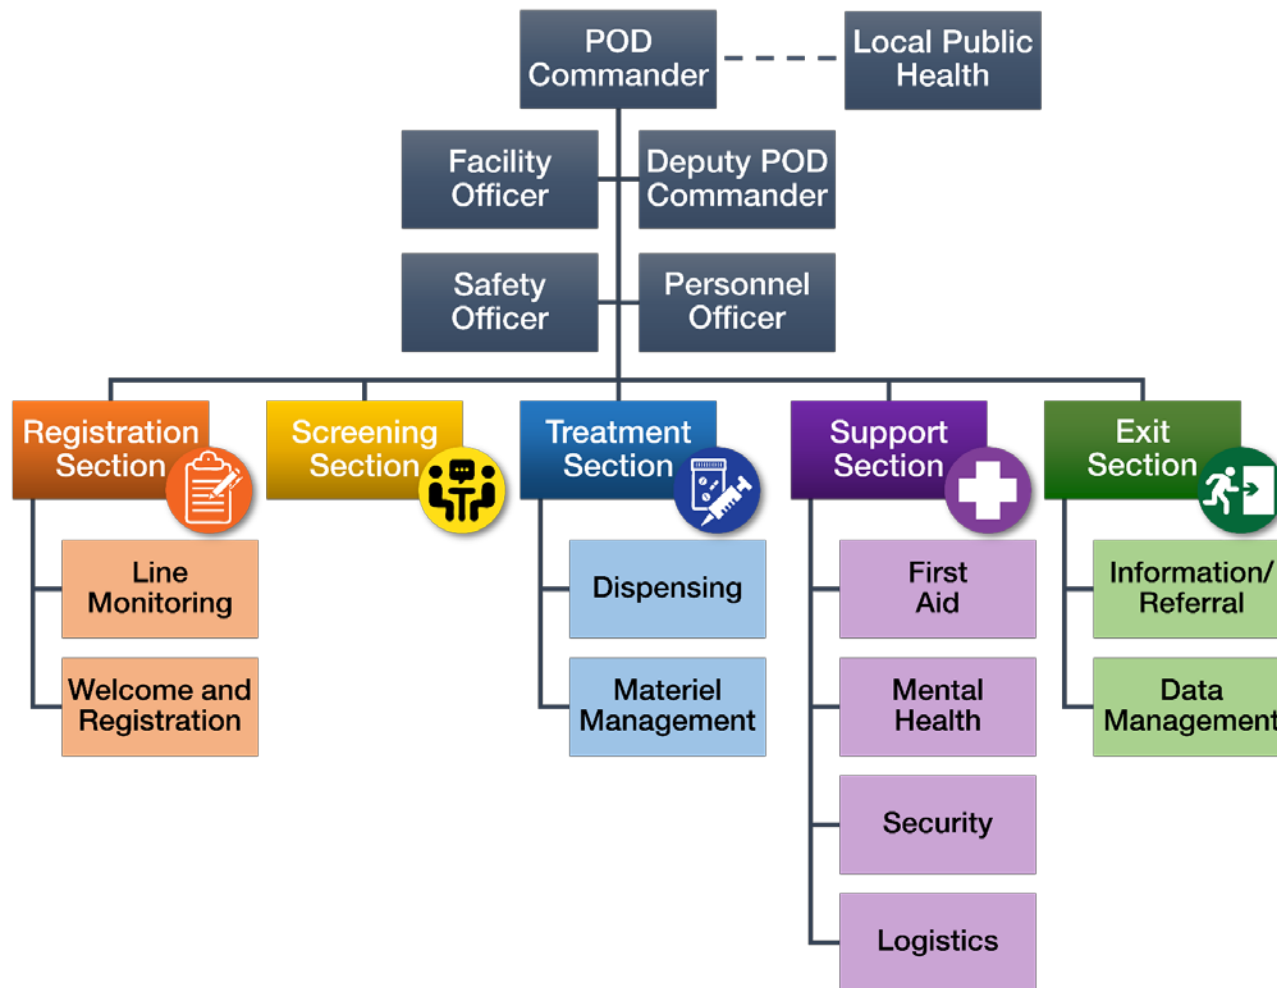 POD
Commander
Local Public
Health
Facility
Officer
Deputy POD
Commander
Safety
Officer
Personnel
Officer
Registration
Section
Screening
Section
Treatment
Section
Support
Section
Exit
Section
Line
Monitoring
Welcome and
Registration
Dispensing
Materiel
Management
First
Aid
Mental
Health
Security
Logistics
Information/
Referral
Data
Management